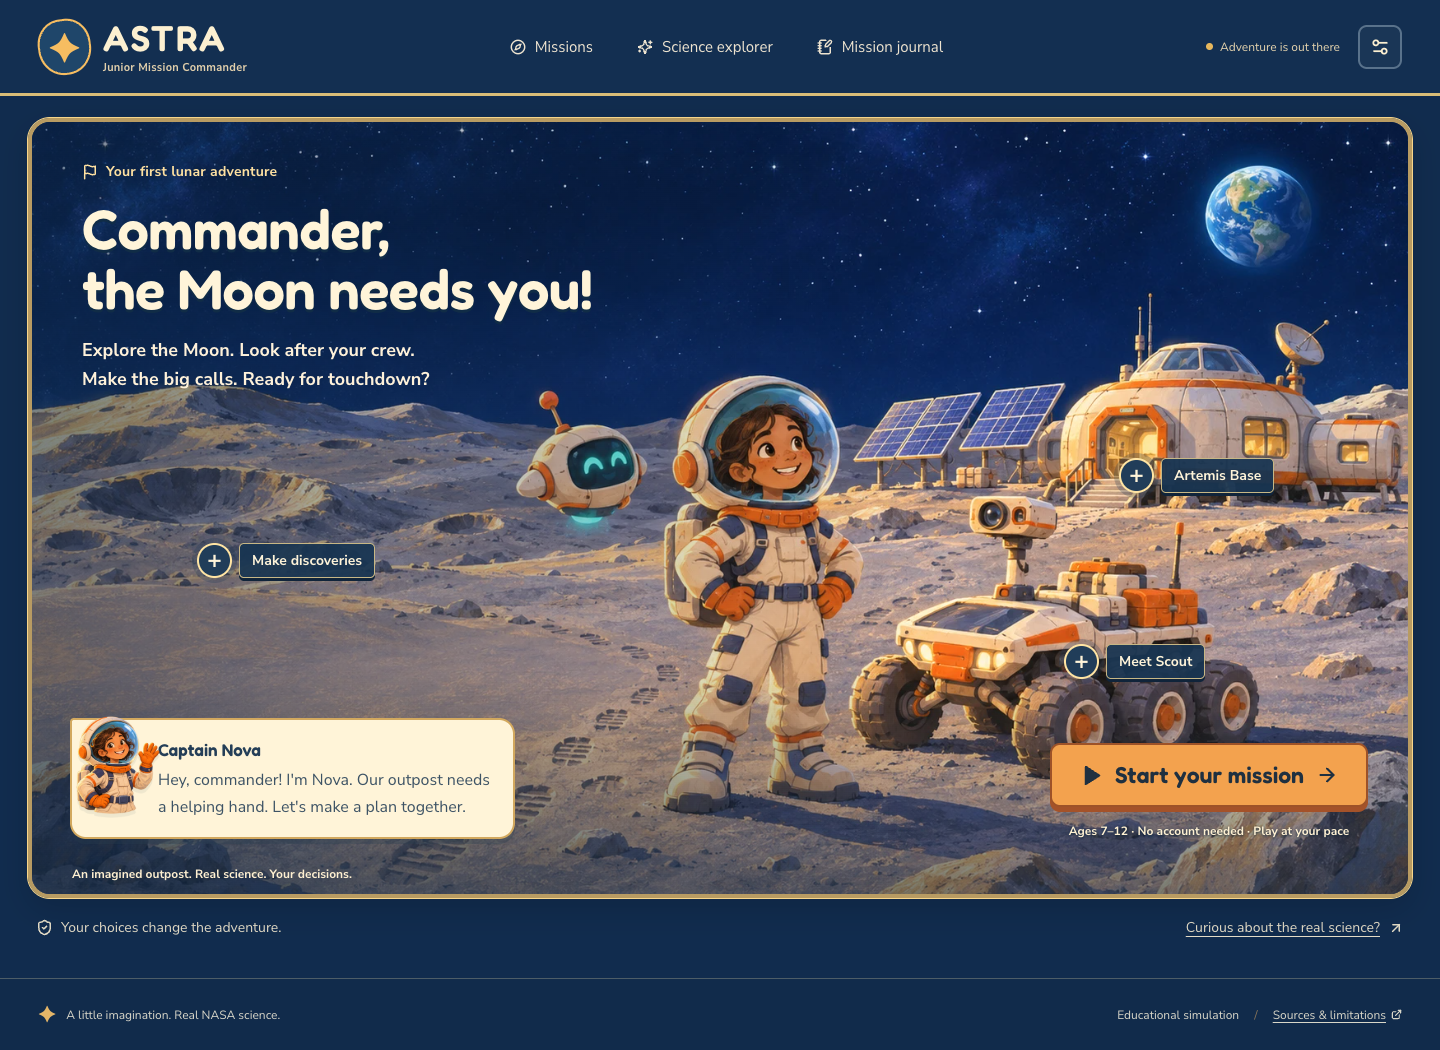 ASTRA
Junior Mission Commander
Missions
Science explorer
Mission journal
Adventure is out there
Your first lunar adventure
Commander,
the Moon needs you!
Explore the Moon. Look after your crew.
Make the big calls. Ready for touchdown?
Artemis Base
Make discoveries
Meet Scout
Captain Nova
Hey, commander! I'm Nova. Our outpost needs
a helping hand. Let's make a plan together.
Start your mission
Ages 7–12 · No account needed · Play at your pace
An imagined outpost. Real science. Your decisions.
Your choices change the adventure.
Curious about the real science?
A little imagination. Real NASA science.
Educational simulation / Sources & limitations